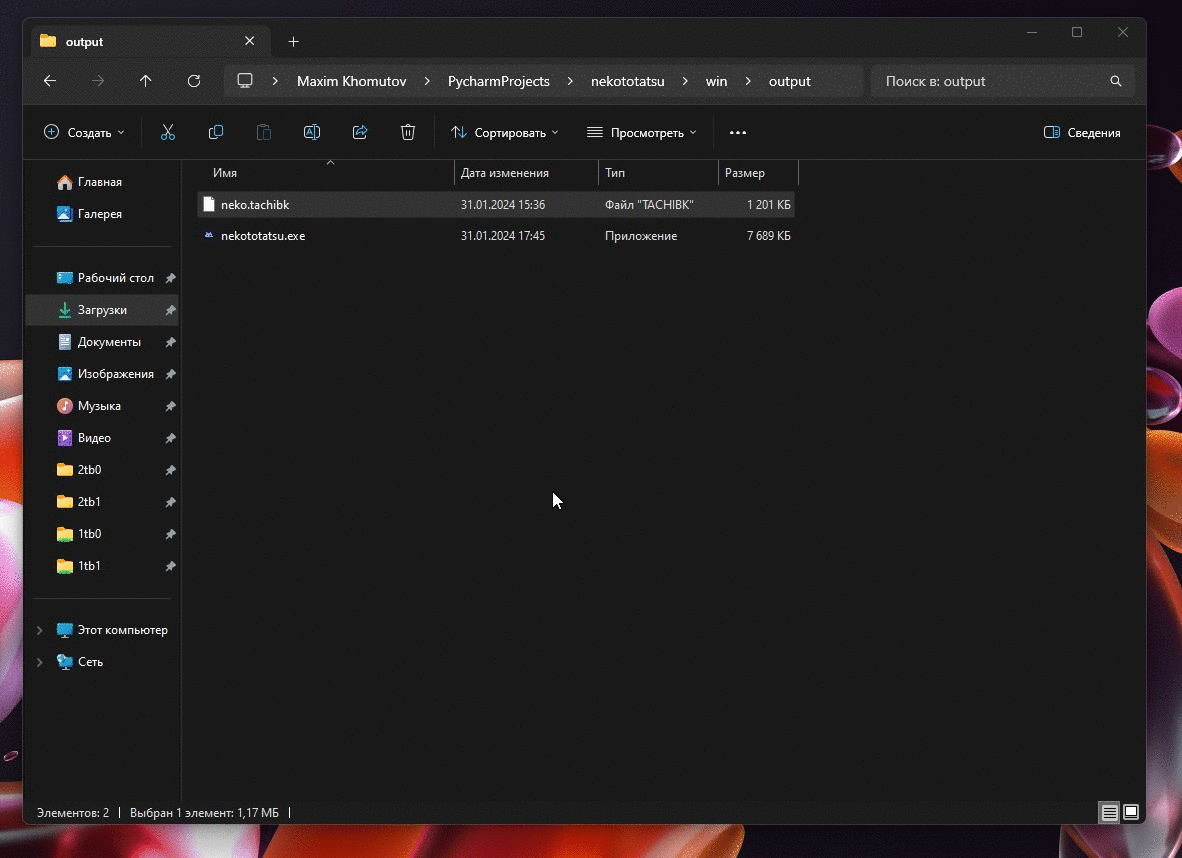 output
Maxim Khomutov > PycharmProjects > nekototatsu > win > output
Поиск в: output
Создать
Сортировать
Просмотреть
Сведения
Главная
Галерея
Рабочий стол
Загрузки
Документы
Изображения
Музыка
Видео
2tb0
2tb1
1tb0
1tb1
Этот компьютер
Сеть
Имя Дата изменения Тип Размер
neko.tachibk 31.01.2024 15:36 Файл "TACHIBK" 1 201 КБ
nekototatsu.exe 31.01.2024 17:45 Приложение 7 689 КБ
Элементов: 2 Выбран 1 элемент: 1,17 МБ